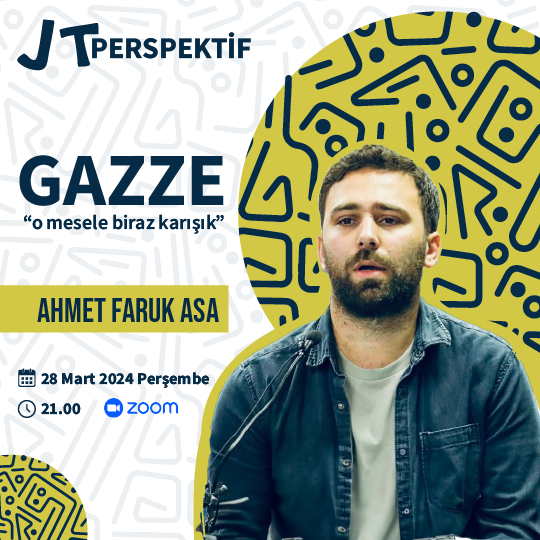 JT PERSPEKTİF
GAZZE
“o mesele biraz karışık”
AHMET FARUK ASA
28 Mart 2024 Perşembe
21.00 zoom